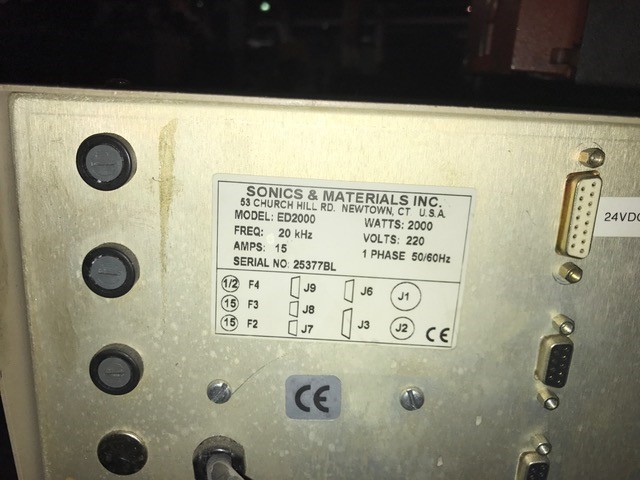 SONICS & MATERIALS INC.
53 CHURCH HILL RD. NEWTOWN, CT U.S.A.
MODEL: ED2000 WATTS: 2000
FREQ: 20 kHz VOLTS: 220
AMPS: 15 1 PHASE 50/60Hz
SERIAL NO: 25377BL
1/2 F4 J9 J6 J1
15 F3 J8
15 F2 J7 J3 J2 CE
24VDC
CE